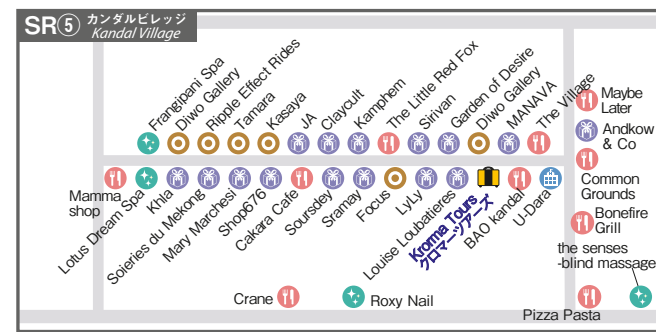 SR⑤ カンダルビレッジ
Kandal Village
Frangipani Spa
Diwo Gallery
Ripple Effect Rides
Tamara
Kasaya
JA
Claycult
Kamphem
The Little Red Fox
Sirivan
Garden of Desire
Diwo Gallery
MANAVA
The Village
Maybe
Later
Andkow
& Co
Common
Grounds
Bonefire
Grill
the senses
-blind massage
Pizza Pasta
Mamma
shop
Lotus Dream Spa
Khla
Soieries du Mekong
Mary Marchesi
Shop676
Cakara Cafe
Soursdey
Sramay
Focus
LyLy
Louise Loubatieres
Krorma Tours
クロマーツアーズ
BAO kandal
U-Dara
Crane
Roxy Nail